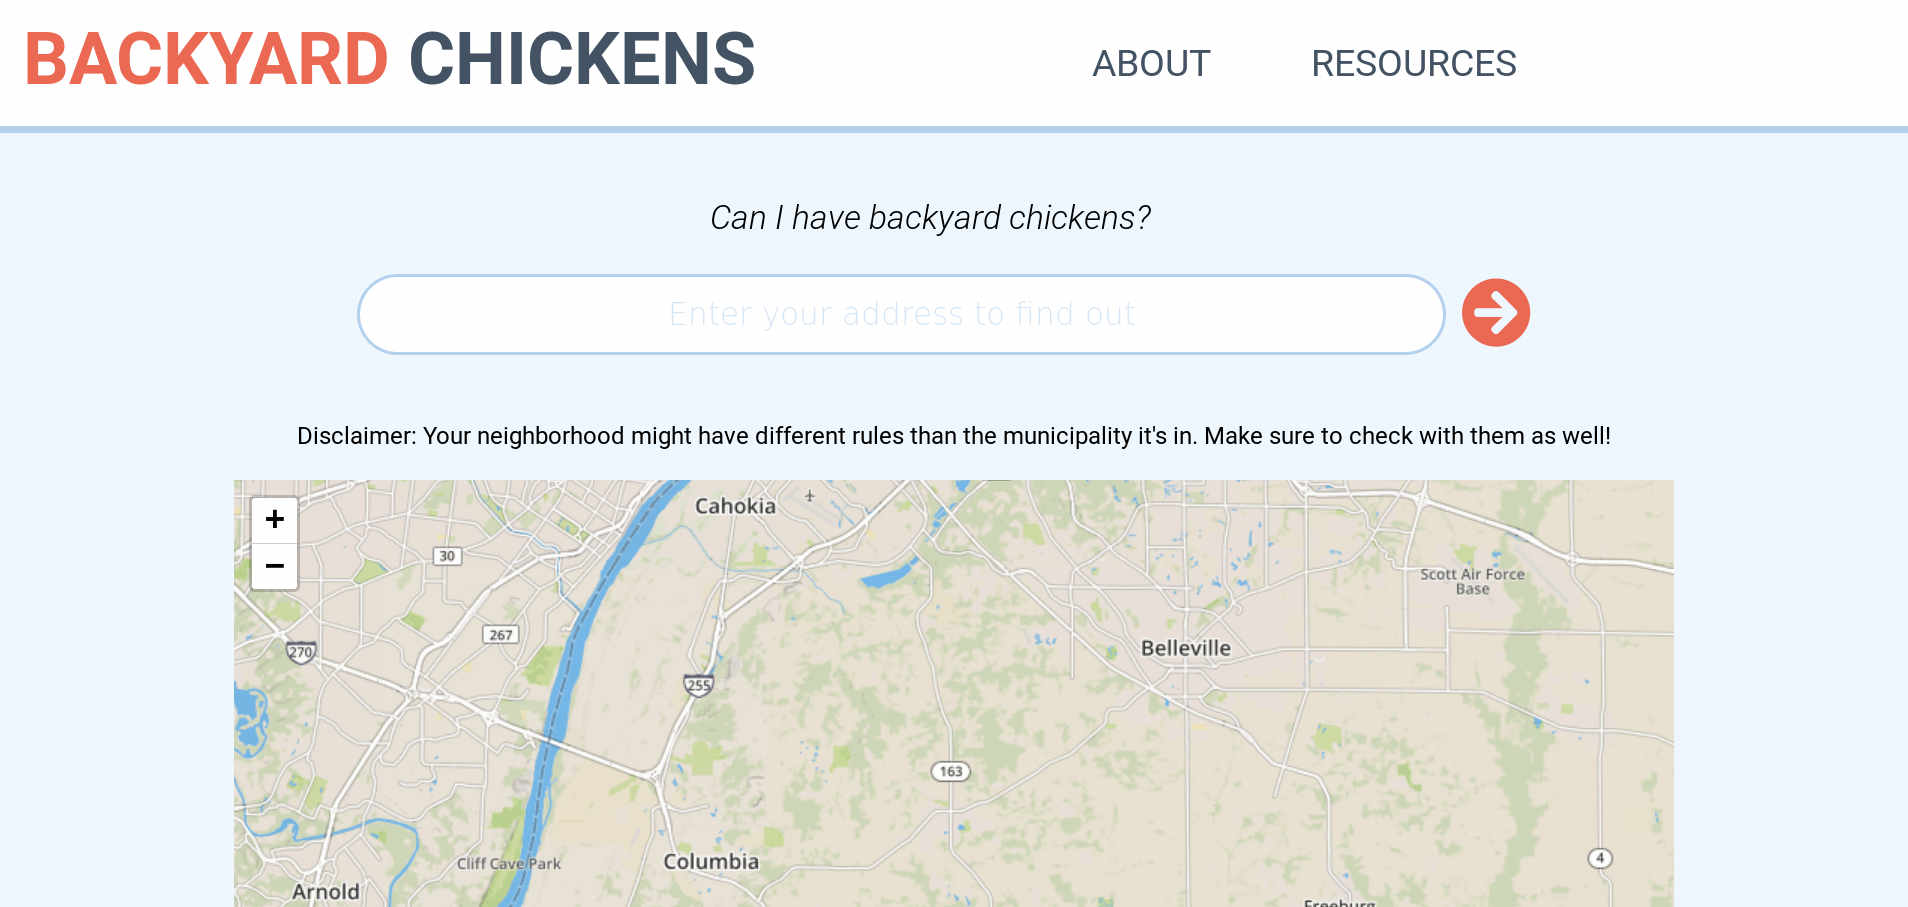 BACKYARD CHICKENS
ABOUT
RESOURCES
Can I have backyard chickens?
Enter your address to find out
Disclaimer: Your neighborhood might have different rules than the municipality it's in. Make sure to check with them as well!
+
−
Cahokia
30
Scott Air Force
Base
267
270
Belleville
255
163
Cliff Cave Park
Columbia
4
Arnold
Freeburg